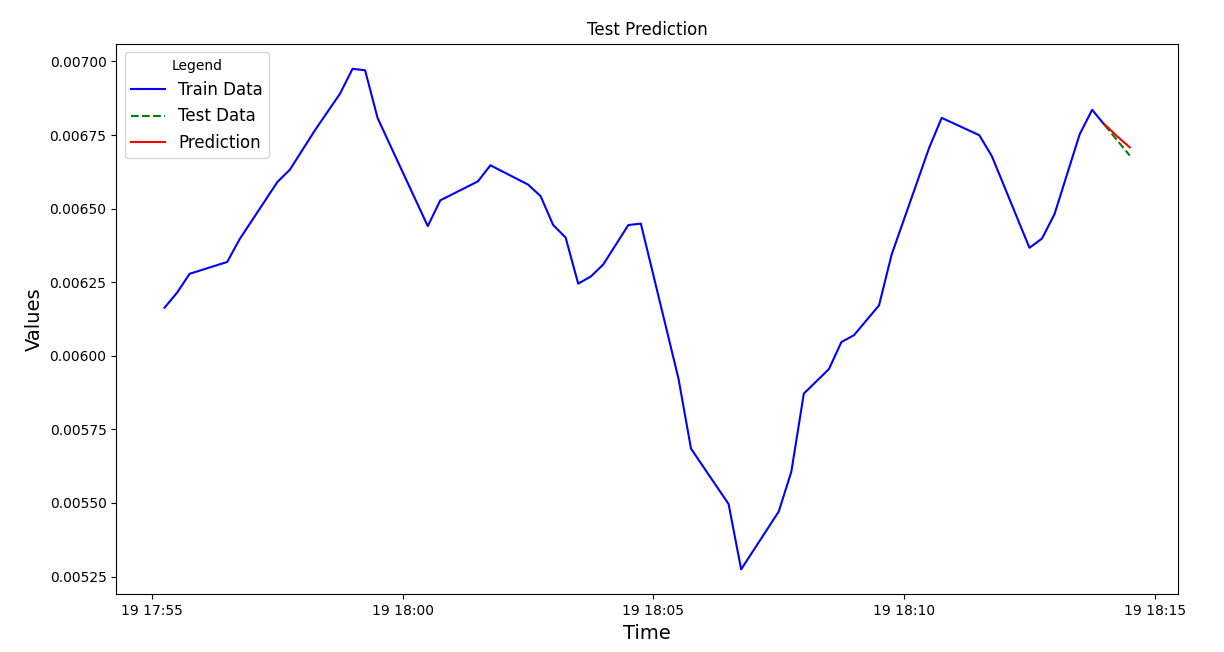 Test Prediction
Legend
Train Data
Test Data
Prediction
0.00700
0.00675
0.00650
0.00625
0.00600
0.00575
0.00550
0.00525
Values
19 17:55
19 18:00
19 18:05
19 18:10
19 18:15
Time